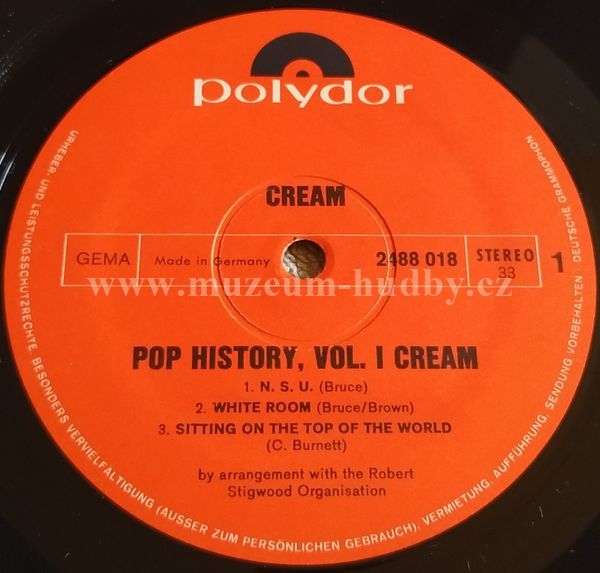 polydor
CREAM
GEMA
Made in Germany
2488 018
STEREO
33
1
www.muzeum-hudby.cz
POP HISTORY, VOL. I CREAM
1. N. S. U. (Bruce)
2. WHITE ROOM (Bruce/Brown)
3. SITTING ON THE TOP OF THE WORLD
(C. Burnett)
by arrangement with the Robert
Stigwood Organisation
URHEBER- UND LEISTUNGSSCHUTZRECHTE, BESONDERS VERVIELFÄLTIGUNG (AUSSER ZUM PERSÖNLICHEN GEBRAUCH), VERMIETUNG, AUFFÜHRUNG, SENDUNG VORBEHALTEN DEUTSCHE GRAMMOPHON